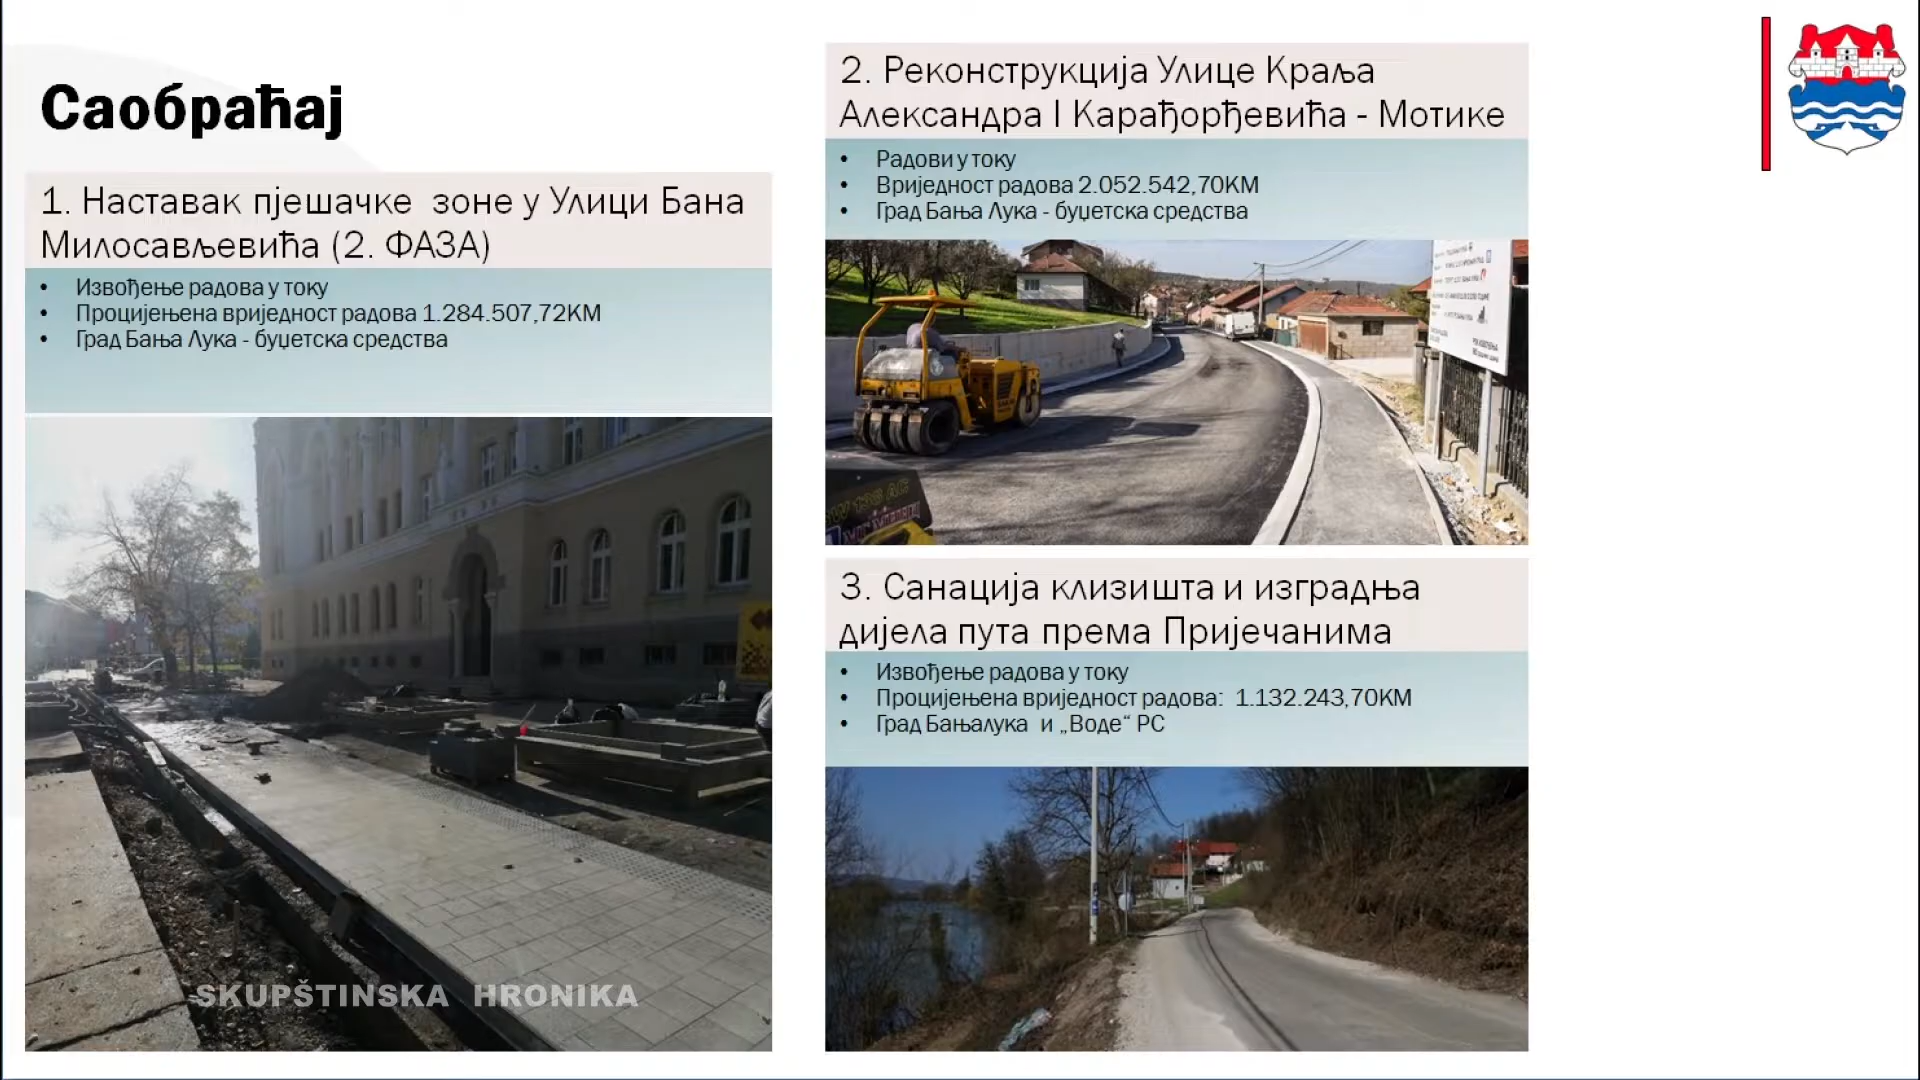 Саобраћај
1. Наставак пјешачке зоне у Улици Бана
Милосављевића (2. ФАЗА)
• Извођење радова у току
• Процијењена вриједност радова 1.284.507,72КМ
• Град Бања Лука - буџетска средства
SKUPŠTINSKA HRONIKA
2. Реконструкција Улице Краља
Александра I Карађорђевића - Мотике
• Радови у току
• Вриједност радова 2.052.542,70КМ
• Град Бања Лука - буџетска средства
3. Санација клизишта и изградња
дијела пута према Пријечанима
• Извођење радова у току
• Процијењена вриједност радова: 1.132.243,70КМ
• Град Бањалука и „Воде“ РС